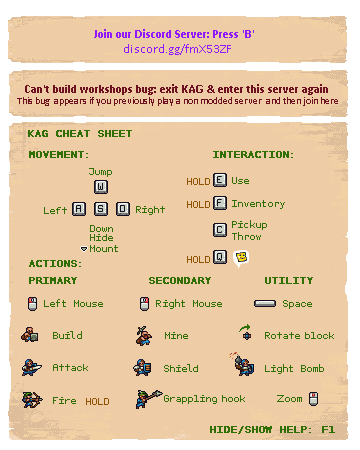 Join our Discord Server: Press 'B'
discord.gg/fmX53ZF
Can't build workshops bug: exit KAG & enter this server again
This bug appears if you previously play a non modded server and then join here
KAG CHEAT SHEET
MOVEMENT:
Jump
W
Left A S D Right
Down
Hide
Mount
INTERACTION:
HOLD E Use
HOLD F Inventory
C Pickup
Throw
HOLD Q
ACTIONS:
PRIMARY SECONDARY UTILITY
Left Mouse Right Mouse Space
Build Mine Rotate block
Attack Shield Light Bomb
Fire HOLD Grappling hook Zoom
HIDE/SHOW HELP: F1